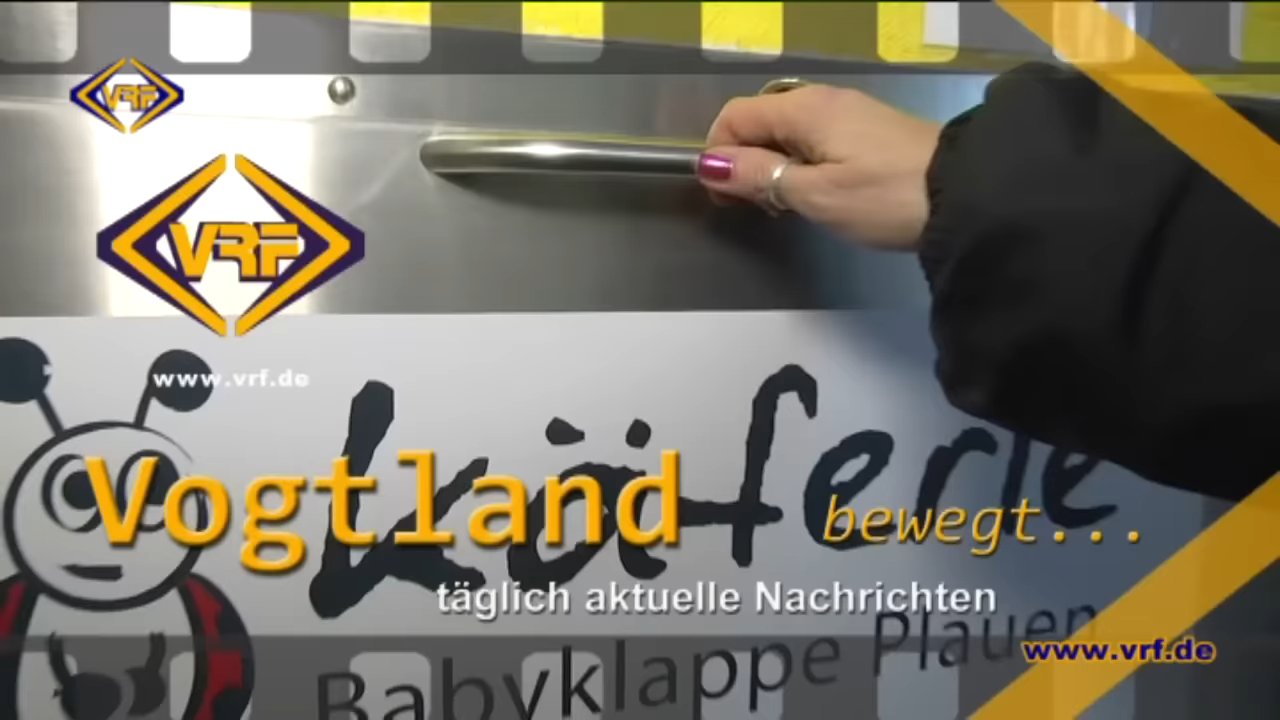 VRF
VRF
www.vrf.de
käferle
Vogtland bewegt...
täglich aktuelle Nachrichten
Babyklappe Plauen
www.vrf.de